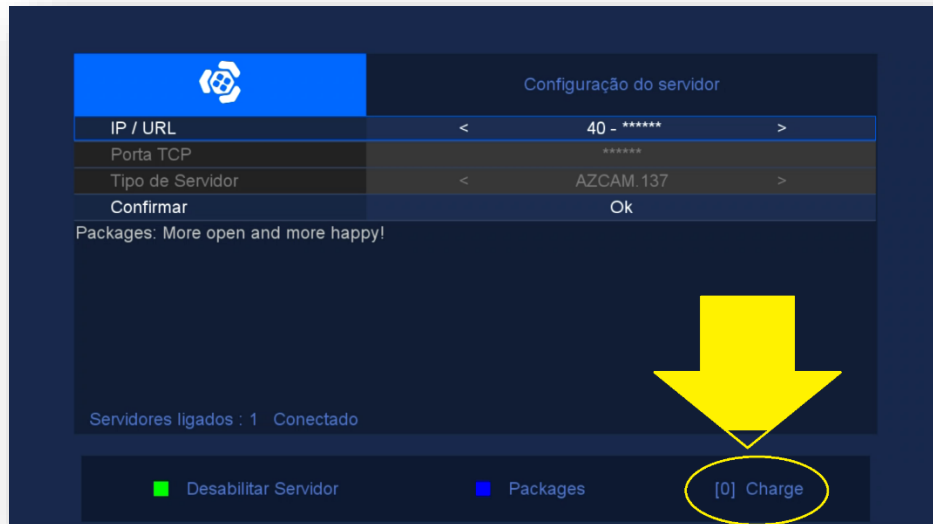 Configuração do servidor
IP / URL < 40 - ****** >
Porta TCP ******
Tipo de Servidor < AZCAM.137 >
Confirmar Ok
Packages: More open and more happy!
Servidores ligados : 1 Conectado
Desabilitar Servidor Packages [0] Charge